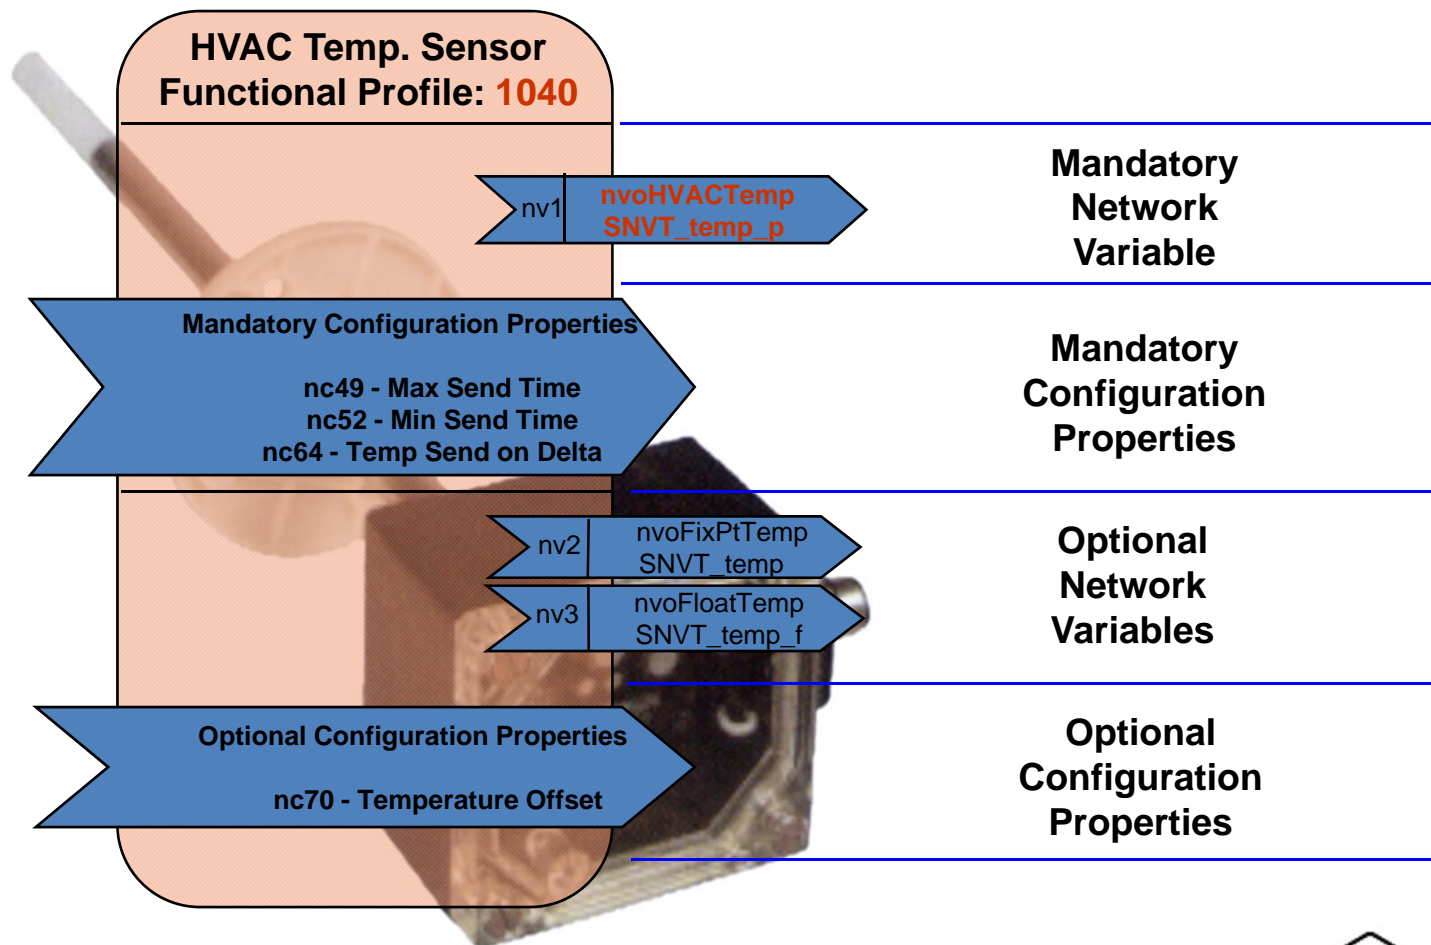 HVAC Temp. Sensor
Functional Profile: 1040
nv1
nvoHVACTemp
SNVT_temp_p
Mandatory
Network
Variable
Mandatory Configuration Properties
nc49 - Max Send Time
nc52 - Min Send Time
nc64 - Temp Send on Delta
Mandatory
Configuration
Properties
nv2
nvoFixPtTemp
SNVT_temp
nv3
nvoFloatTemp
SNVT_temp_f
Optional
Network
Variables
Optional Configuration Properties
nc70 - Temperature Offset
Optional
Configuration
Properties